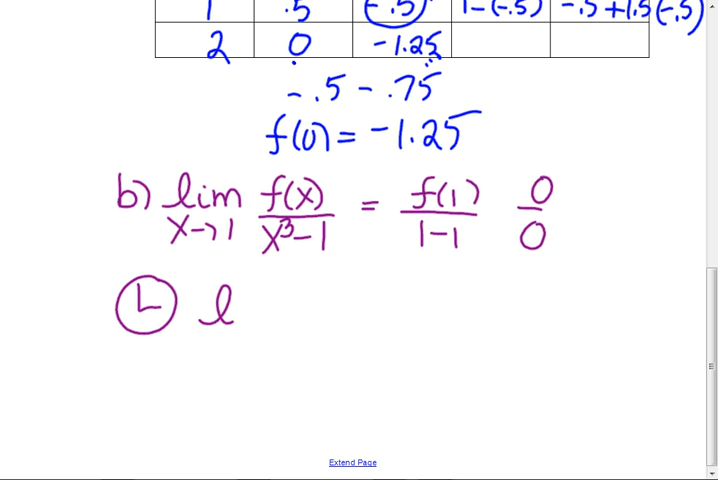 1 .5 (-.5) 1-(-.5) -.5+1.5(-.5)
2 0 -1.25
-.5 - .75
f(0) = -1.25
b) lim x→1 f(x)/(x³-1) = f(1)/(1-1) 0/0
L l
Extend Page